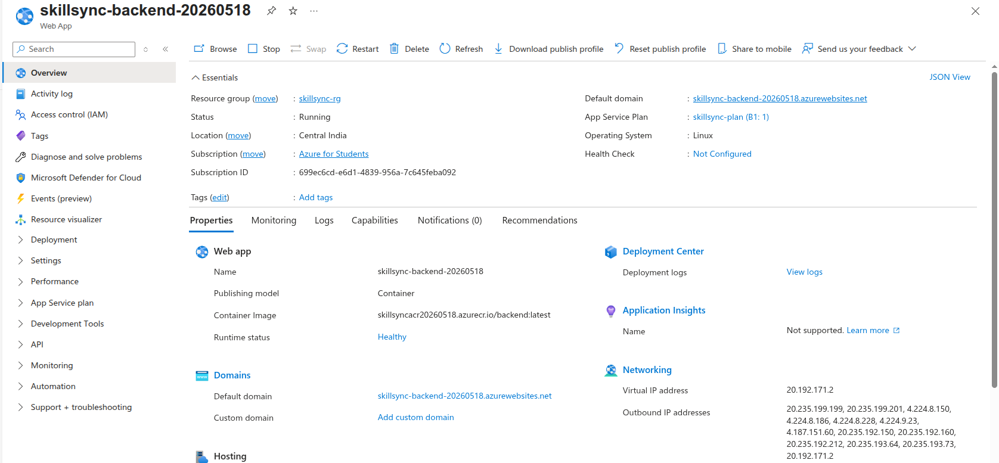 skillsync-backend-20260518
Web App
Search
Browse Stop Swap Restart Delete Refresh Download publish profile Reset publish profile Share to mobile Send us your feedback
Overview
Activity log
Access control (IAM)
Tags
Diagnose and solve problems
Microsoft Defender for Cloud
Events (preview)
Resource visualizer
Deployment
Settings
Performance
App Service plan
Development Tools
API
Monitoring
Automation
Support + troubleshooting
Essentials
JSON View
Resource group (move) : skillsync-rg
Status : Running
Location (move) : Central India
Subscription (move) : Azure for Students
Subscription ID : 699ec6cd-e6d1-4839-956a-7c645feba092
Tags (edit) : Add tags
Default domain : skillsync-backend-20260518.azurewebsites.net
App Service Plan : skillsync-plan (B1: 1)
Operating System : Linux
Health Check : Not Configured
Properties Monitoring Logs Capabilities Notifications (0) Recommendations
Web app
Name skillsync-backend-20260518
Publishing model Container
Container Image skillsyncacr20260518.azurecr.io/backend:latest
Runtime status Healthy
Domains
Default domain skillsync-backend-20260518.azurewebsites.net
Custom domain Add custom domain
Hosting
Deployment Center
Deployment logs View logs
Application Insights
Name Not supported. Learn more
Networking
Virtual IP address 20.192.171.2
Outbound IP addresses 20.235.199.199, 20.235.199.201, 4.224.8.150,
4.224.8.186, 4.224.8.228, 4.224.9.23,
4.187.151.60, 20.235.192.150, 20.235.192.160,
20.235.192.212, 20.235.193.64, 20.235.193.73,
20.192.171.2